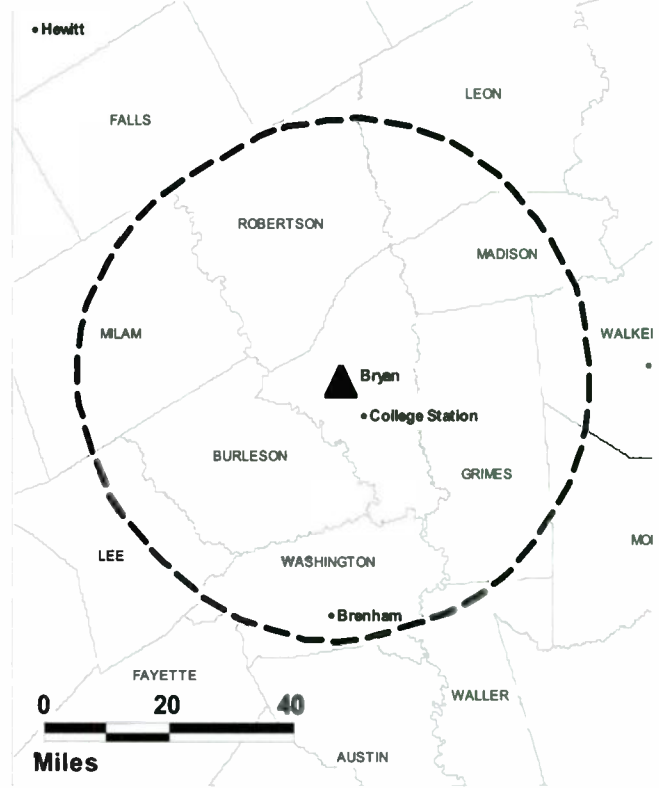 Hewitt
LEON
FALLS
ROBERTSON
MADISON
MILAM
WALKE
Bryan
College Station
BURLESON
GRIMES
MO
LEE
WASHINGTON
Brenham
FAYETTE
WALLER
0 20 40
Miles
AUSTIN